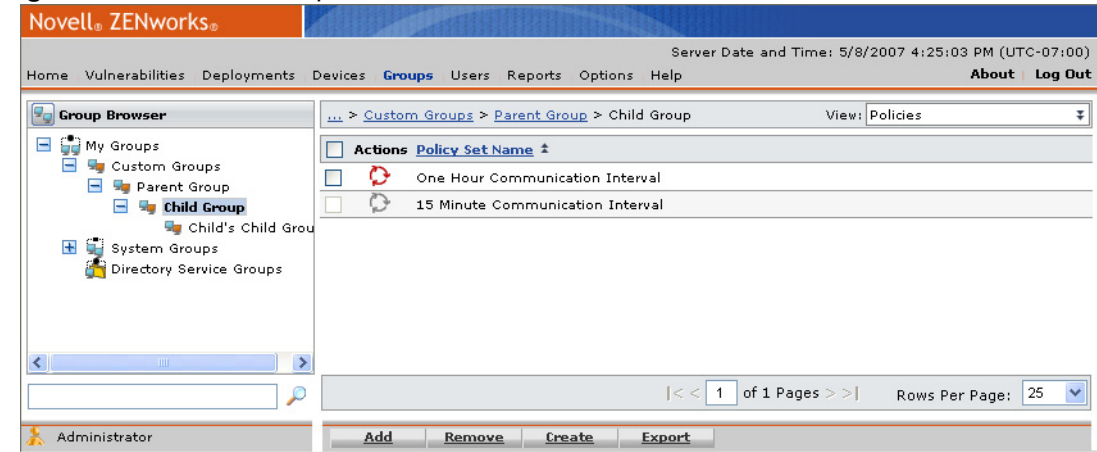 Novell® ZENworks®
Server Date and Time: 5/8/2007 4:25:03 PM (UTC-07:00)
Home Vulnerabilities Deployments Devices Groups Users Reports Options Help About | Log Out
Group Browser
... > Custom Groups > Parent Group > Child Group View: Policies
My Groups
Custom Groups
Parent Group
Child Group
Child's Child Grou
System Groups
Directory Service Groups
Actions Policy Set Name
One Hour Communication Interval
15 Minute Communication Interval
|< < 1 of 1 Pages > >| Rows Per Page: 25
Administrator
Add Remove Create Export